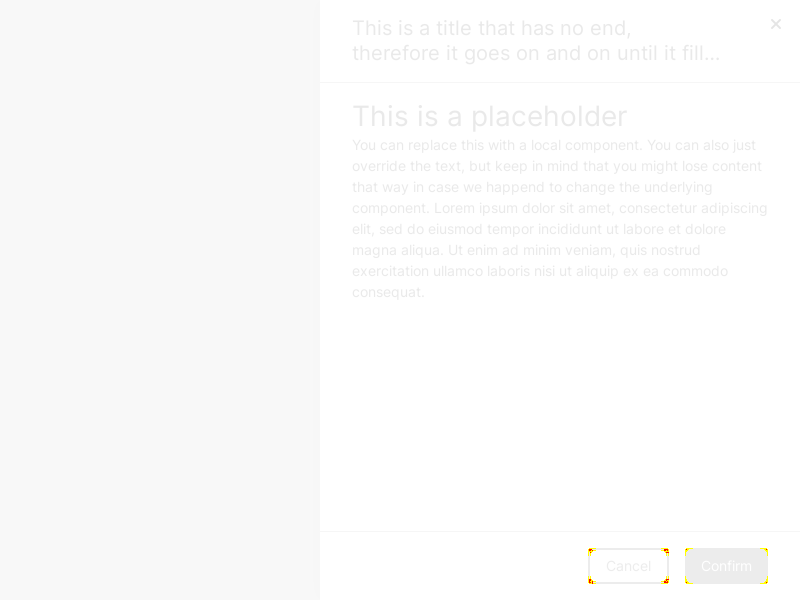 This is a title that has no end,
therefore it goes on and on until it fill...
This is a placeholder
You can replace this with a local component. You can also just
override the text, but keep in mind that you might lose content
that way in case we happend to change the underlying
component. Lorem ipsum dolor sit amet, consectetur adipiscing
elit, sed do eiusmod tempor incididunt ut labore et dolore
magna aliqua. Ut enim ad minim veniam, quis nostrud
exercitation ullamco laboris nisi ut aliquip ex ea commodo
consequat.
Cancel Confirm